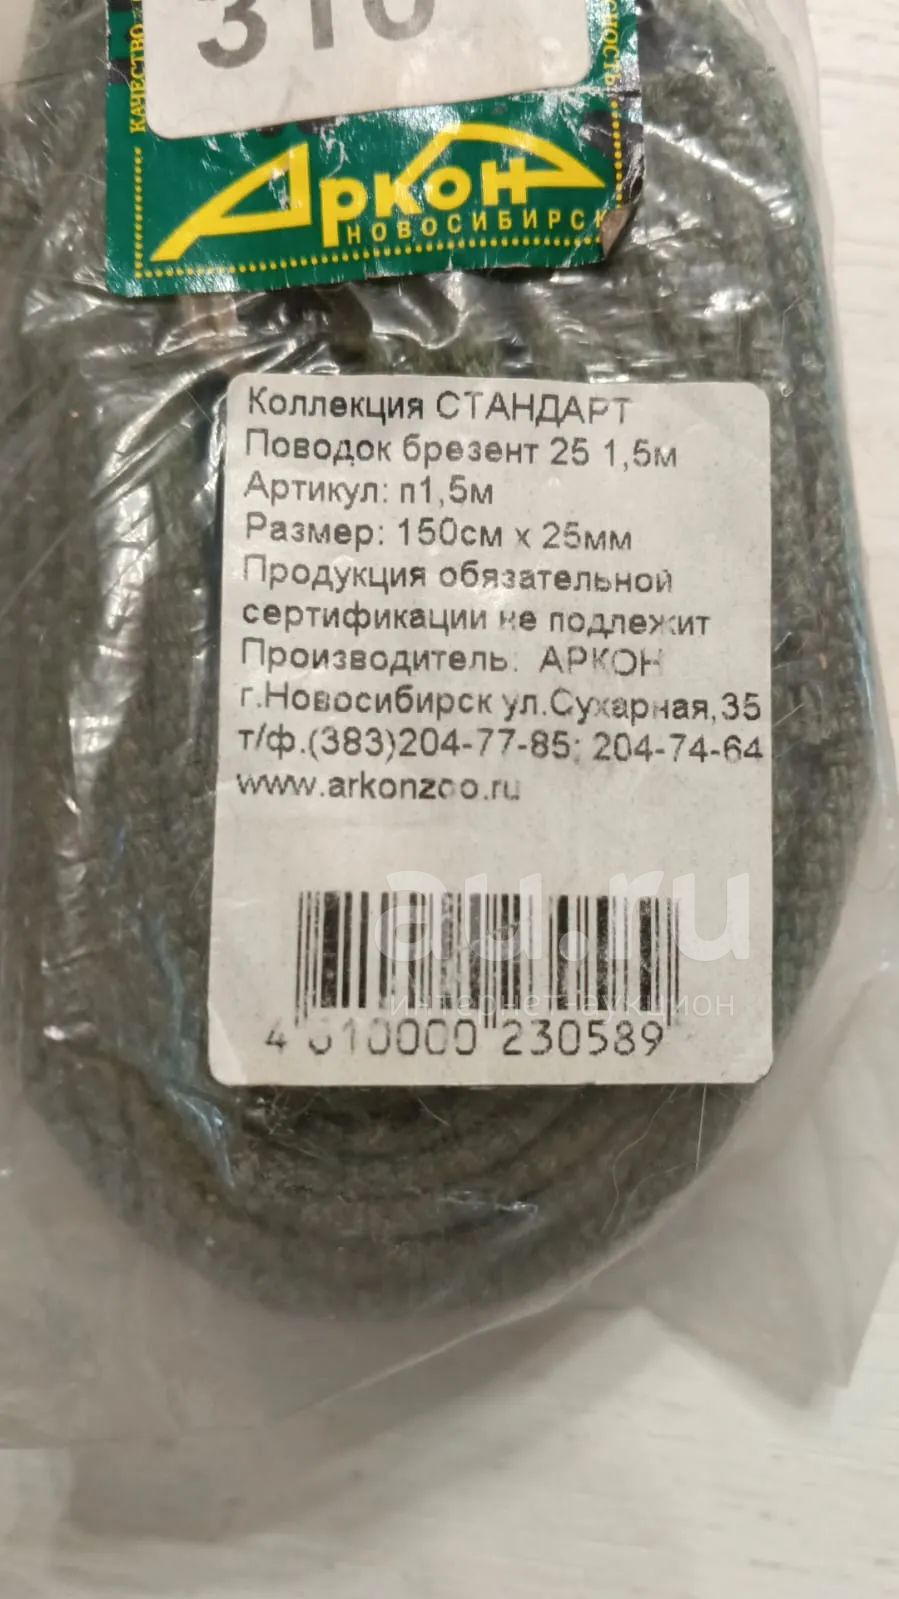 310
КАЧЕСТВО
Аркон
НОВОСИБИРСК
Коллекция СТАНДАРТ
Поводок брезент 25 1,5м
Артикул: п1,5м
Размер: 150см х 25мм
Продукция обязательной
сертификации не подлежит
Производитель: АРКОН
г.Новосибирск ул.Сухарная,35
т/ф.(383)204-77-85; 204-74-64
www.arkonzoo.ru
au.ru
интернет-аукцион
4 610000 230589